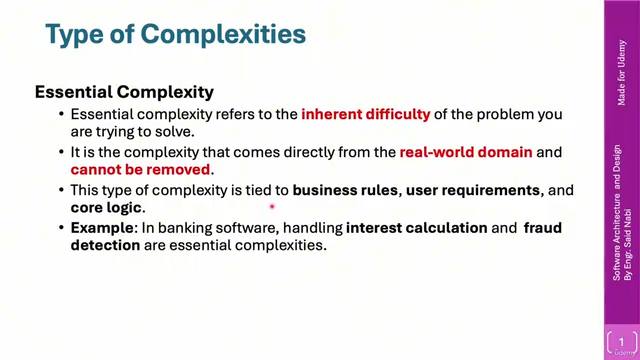 Type of Complexities
Essential Complexity
• Essential complexity refers to the inherent difficulty of the problem you
are trying to solve.
• It is the complexity that comes directly from the real-world domain and
cannot be removed.
• This type of complexity is tied to business rules, user requirements, and
core logic.
• Example: In banking software, handling interest calculation and fraud
detection are essential complexities.
Made for Udemy
Software Architecture and Design
By Engr. Said Nabi
1
Udemy